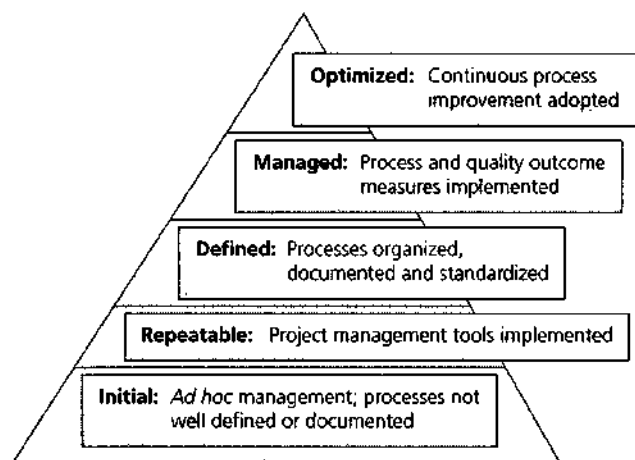 Optimized: Continuous process
improvement adopted
Managed: Process and quality outcome
measures implemented
Defined: Processes organized,
documented and standardized
Repeatable: Project management tools implemented
Initial: Ad hoc management; processes not
well defined or documented